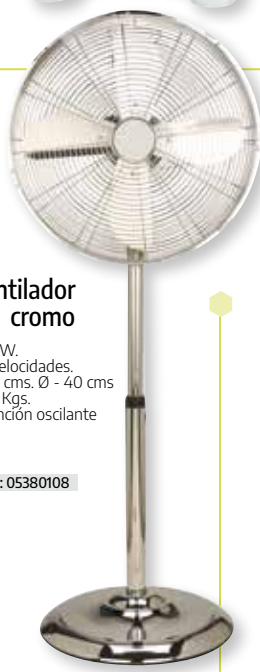 ntilador
cromo
W.
elocidades.
cms. Ø - 40 cms
Kgs.
nción oscilante
: 05380108